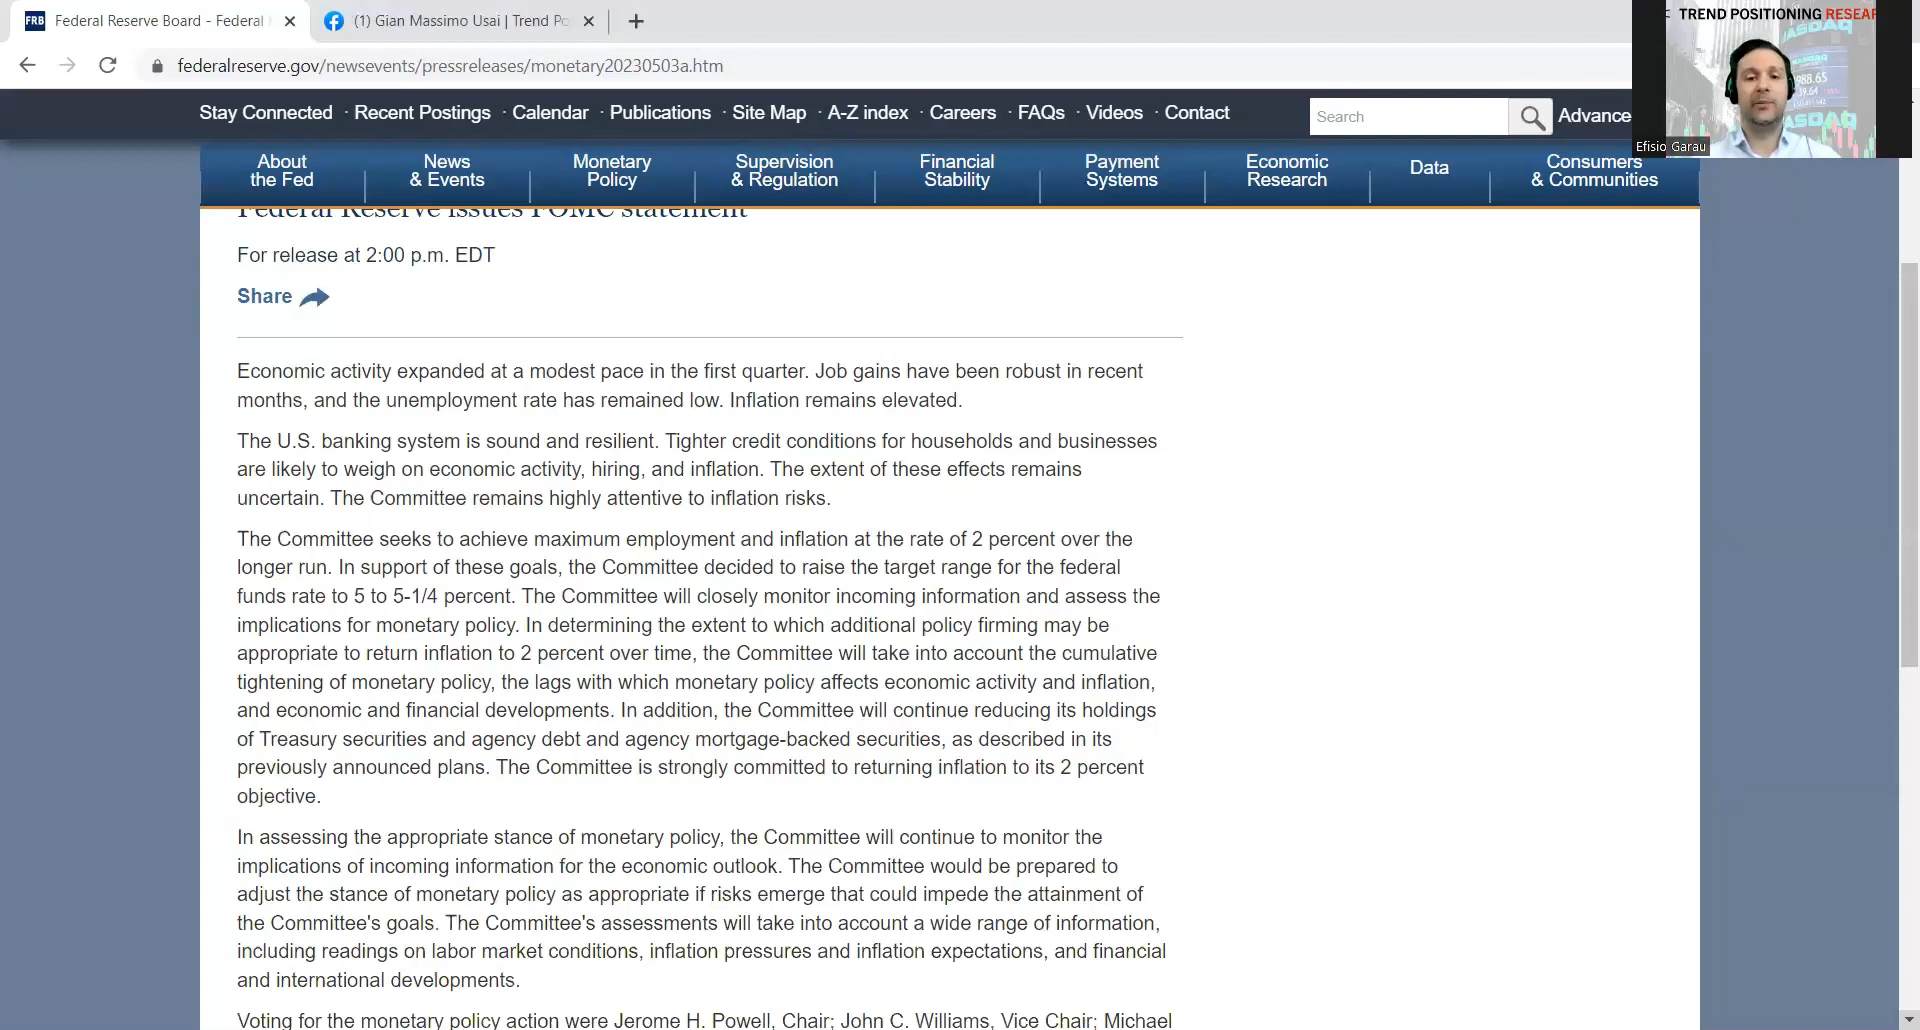 Federal Reserve Board - Federal
(1) Gian Massimo Usai | Trend Po
federalreserve.gov/newsevents/pressreleases/monetary20230503a.htm
TREND POSITIONING RESEAR
Stay Connected · Recent Postings · Calendar · Publications · Site Map · A-Z index · Careers · FAQs · Videos · Contact
Search
Advance
Efisio Garau
About the Fed
News & Events
Monetary Policy
Supervision & Regulation
Financial Stability
Payment Systems
Economic Research
Data
Consumers & Communities
Federal Reserve issues FOMC statement
For release at 2:00 p.m. EDT
Share
Economic activity expanded at a modest pace in the first quarter. Job gains have been robust in recent
months, and the unemployment rate has remained low. Inflation remains elevated.
The U.S. banking system is sound and resilient. Tighter credit conditions for households and businesses
are likely to weigh on economic activity, hiring, and inflation. The extent of these effects remains
uncertain. The Committee remains highly attentive to inflation risks.
The Committee seeks to achieve maximum employment and inflation at the rate of 2 percent over the
longer run. In support of these goals, the Committee decided to raise the target range for the federal
funds rate to 5 to 5-1/4 percent. The Committee will closely monitor incoming information and assess the
implications for monetary policy. In determining the extent to which additional policy firming may be
appropriate to return inflation to 2 percent over time, the Committee will take into account the cumulative
tightening of monetary policy, the lags with which monetary policy affects economic activity and inflation,
and economic and financial developments. In addition, the Committee will continue reducing its holdings
of Treasury securities and agency debt and agency mortgage-backed securities, as described in its
previously announced plans. The Committee is strongly committed to returning inflation to its 2 percent
objective.
In assessing the appropriate stance of monetary policy, the Committee will continue to monitor the
implications of incoming information for the economic outlook. The Committee would be prepared to
adjust the stance of monetary policy as appropriate if risks emerge that could impede the attainment of
the Committee's goals. The Committee's assessments will take into account a wide range of information,
including readings on labor market conditions, inflation pressures and inflation expectations, and financial
and international developments.
Voting for the monetary policy action were Jerome H. Powell, Chair; John C. Williams, Vice Chair; Michael